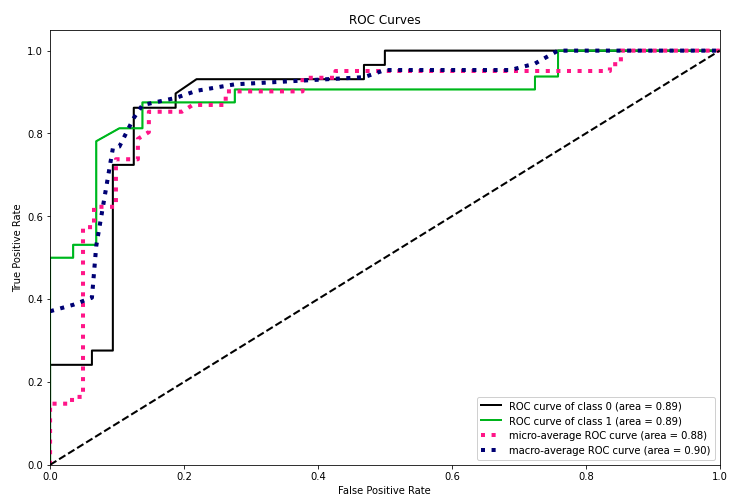 ROC Curves
True Positive Rate
1.0
0.8
0.6
0.4
0.2
0.0
ROC curve of class 0 (area = 0.89)
ROC curve of class 1 (area = 0.89)
micro-average ROC curve (area = 0.88)
macro-average ROC curve (area = 0.90)
0.0 0.2 0.4 0.6 0.8 1.0
False Positive Rate